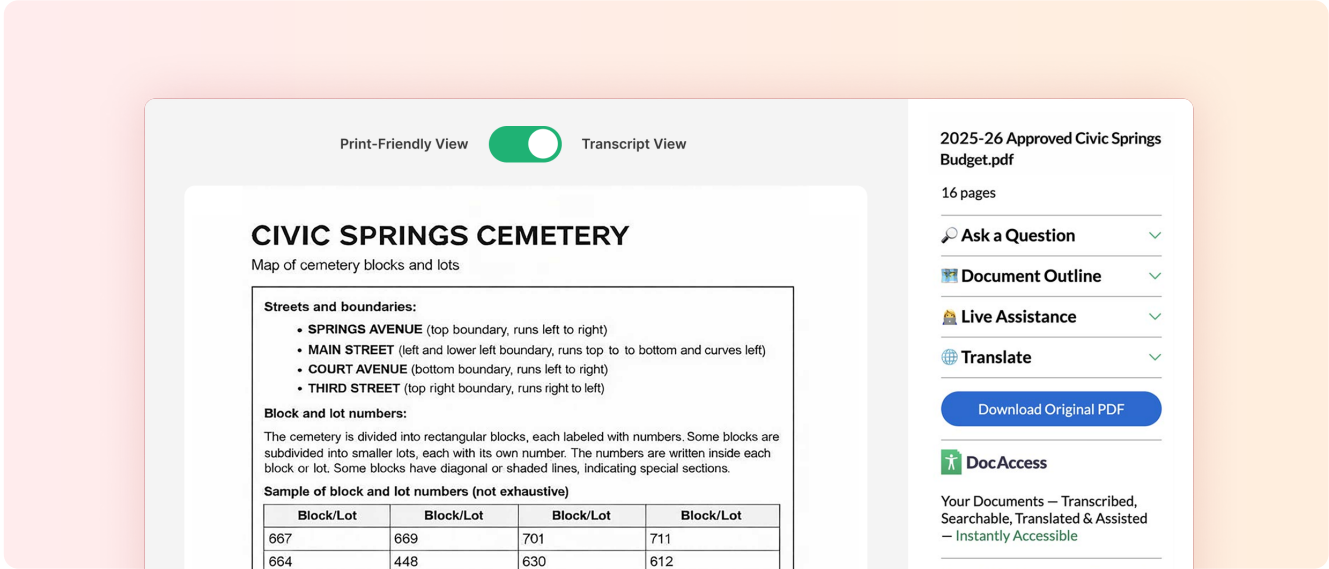 Print-Friendly View
Transcript View
CIVIC SPRINGS CEMETERY
Map of cemetery blocks and lots
Streets and boundaries:
• SPRINGS AVENUE (top boundary, runs left to right)
• MAIN STREET (left and lower left boundary, runs top to to bottom and curves left)
• COURT AVENUE (bottom boundary, runs left to right)
• THIRD STREET (top right boundary, runs right to left)
Block and lot numbers:
The cemetery is divided into rectangular blocks, each labeled with numbers. Some blocks are
subdivided into smaller lots, each with its own number. The numbers are written inside each
block or lot. Some blocks have diagonal or shaded lines, indicating special sections.
Sample of block and lot numbers (not exhaustive)
Block/Lot Block/Lot Block/Lot Block/Lot
667 669 701 711
664 448 630 612
2025-26 Approved Civic Springs
Budget.pdf
16 pages
Ask a Question
Document Outline
Live Assistance
Translate
Download Original PDF
DocAccess
Your Documents — Transcribed,
Searchable, Translated & Assisted
— Instantly Accessible